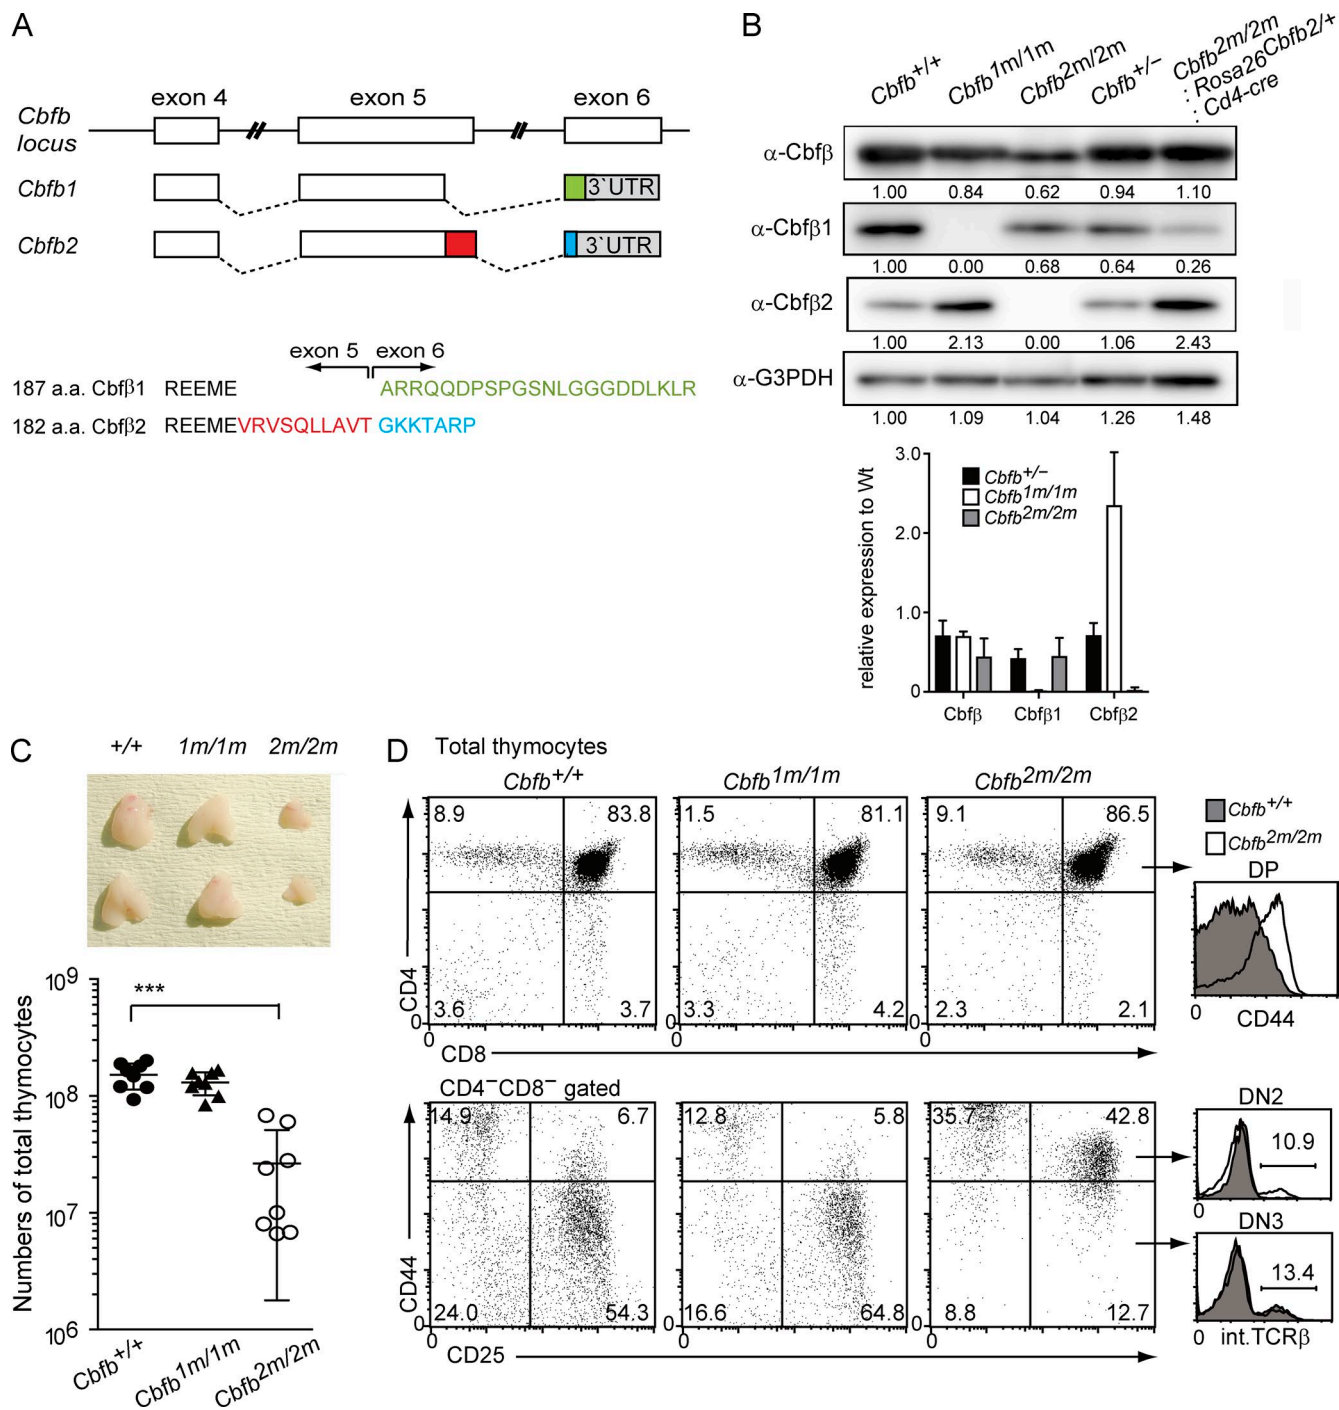 A
exon 4 exon 5 exon 6
Cbfb locus
Cbfb1 3`UTR
Cbfb2 3`UTR
exon 5 exon 6
187 a.a. Cbfβ1 REEME ARRQQDPSPGSNLGGGDDLKLR
182 a.a. Cbfβ2 REEMEVRVSQLLAVT GKKTARP
B
Cbfb+/+ Cbfb1m/1m Cbfb2m/2m Cbfb+/− Cbfb2m/2m
: Rosa26Cbfb2/+
: Cd4-cre
α-Cbfβ
1.00 0.84 0.62 0.94 1.10
α-Cbfβ1
1.00 0.00 0.68 0.64 0.26
α-Cbfβ2
1.00 2.13 0.00 1.06 2.43
α-G3PDH
1.00 1.09 1.04 1.26 1.48
relative expression to Wt
3.0
2.0
1.0
0
Cbfb+/−
Cbfb1m/1m
Cbfb2m/2m
Cbfβ Cbfβ1 Cbfβ2
C
+/+ 1m/1m 2m/2m
Numbers of total thymocytes
10⁹
10⁸
10⁷
10⁶
***
Cbfb+/+ Cbfb1m/1m Cbfb2m/2m
D Total thymocytes
Cbfb+/+ Cbfb1m/1m Cbfb2m/2m
8.9 83.8 11.5 81.1 9.1 86.5
3.6 3.7 3.3 4.2 2.3 2.1
CD4
0 0 0
0 0 0
CD8
Cbfb+/+
Cbfb2m/2m
DP
0
CD44
CD4−CD8− gated
14.9 6.7 12.8 5.8 35.7 42.8
24.0 54.3 16.6 64.8 8.8 12.7
CD44
0 0 0
0 0 0
CD25
DN2
10.9
0
DN3
13.4
0
int.TCRβ